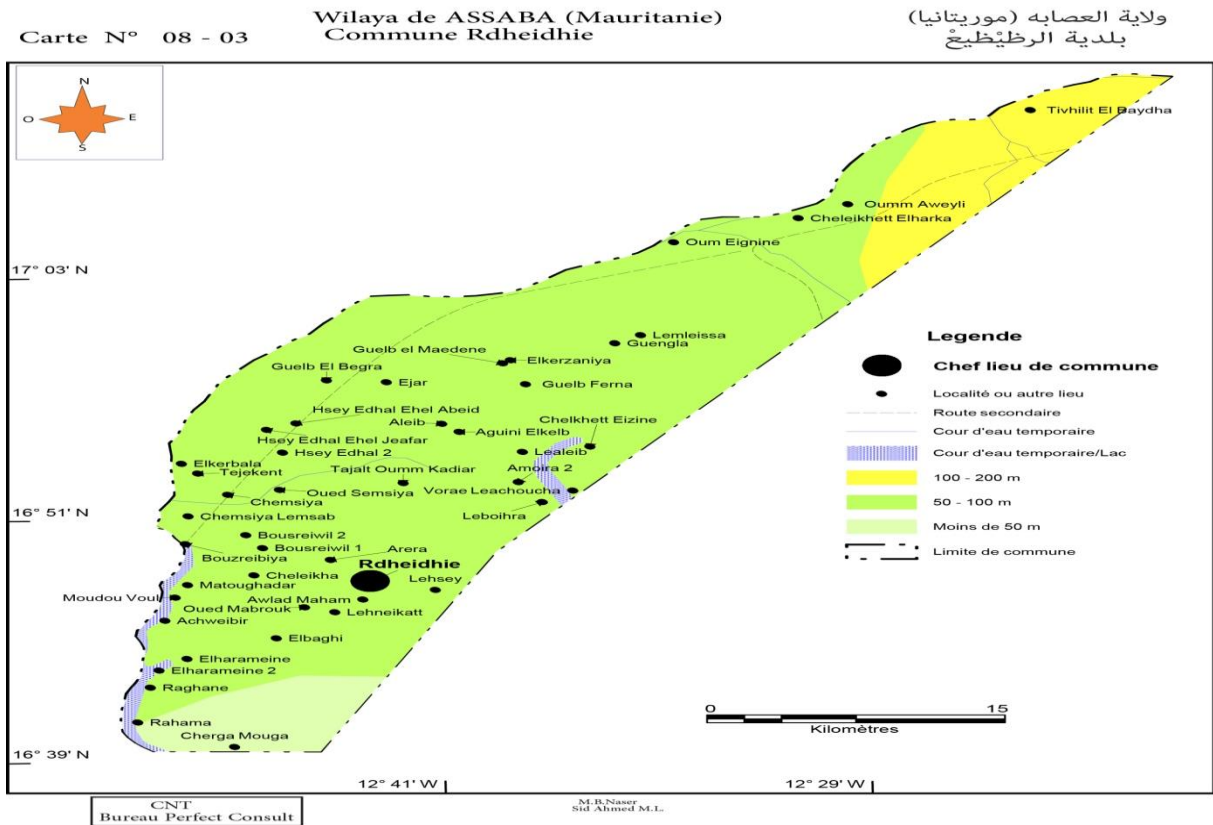 Carte N° 08 - 03
Wilaya de ASSABA (Mauritanie)
Commune Rdheidhie
ولاية العصابه (موريتانيا)
بلدية الرظيْظيعْ
N
O
E
S
17° 03' N
16° 51' N
16° 39' N
12° 41' W
12° 29' W
Tivhilit El Baydha
Oumm Aweyli
Cheleikhett Elharka
Oum Eignine
Lemleissa
Guengla
Guelb el Maedene
Elkerzaniya
Guelb El Begra
Ejar
Guelb Ferna
Hsey Edhal Ehel Abeid
Aleib
Chelkhett Eizine
Aguini Elkelb
Hsey Edhal Ehel Jeafar
Hsey Edhal 2
Lealeib
Elkerbala
Tejekent
Tajalt Oumm Kadiar
Amoira 2
Oued Semsiya
Vorae Leachoucha
Chemsiya
Leboihra
Chemsiya Lemsab
Bousreiwil 2
Bousreiwil 1
Arera
Bouzreibiya
Rdheidhie
Cheleikha
Lehsey
Matoughadar
Moudou Voul
Awlad Maham
Oued Mabrouk
Lehneikatt
Achweibir
Elbaghi
Elharameine
Elharameine 2
Raghane
Rahama
Cherga Mouga
Legende
Chef lieu de commune
Localité ou autre lieu
Route secondaire
Cour d'eau temporaire
Cour d'eau temporaire/Lac
100 - 200 m
50 - 100 m
Moins de 50 m
Limite de commune
0
15
Kilomètres
CNT
Bureau Perfect Consult
M.B.Naser
Sid Ahmed M.L.